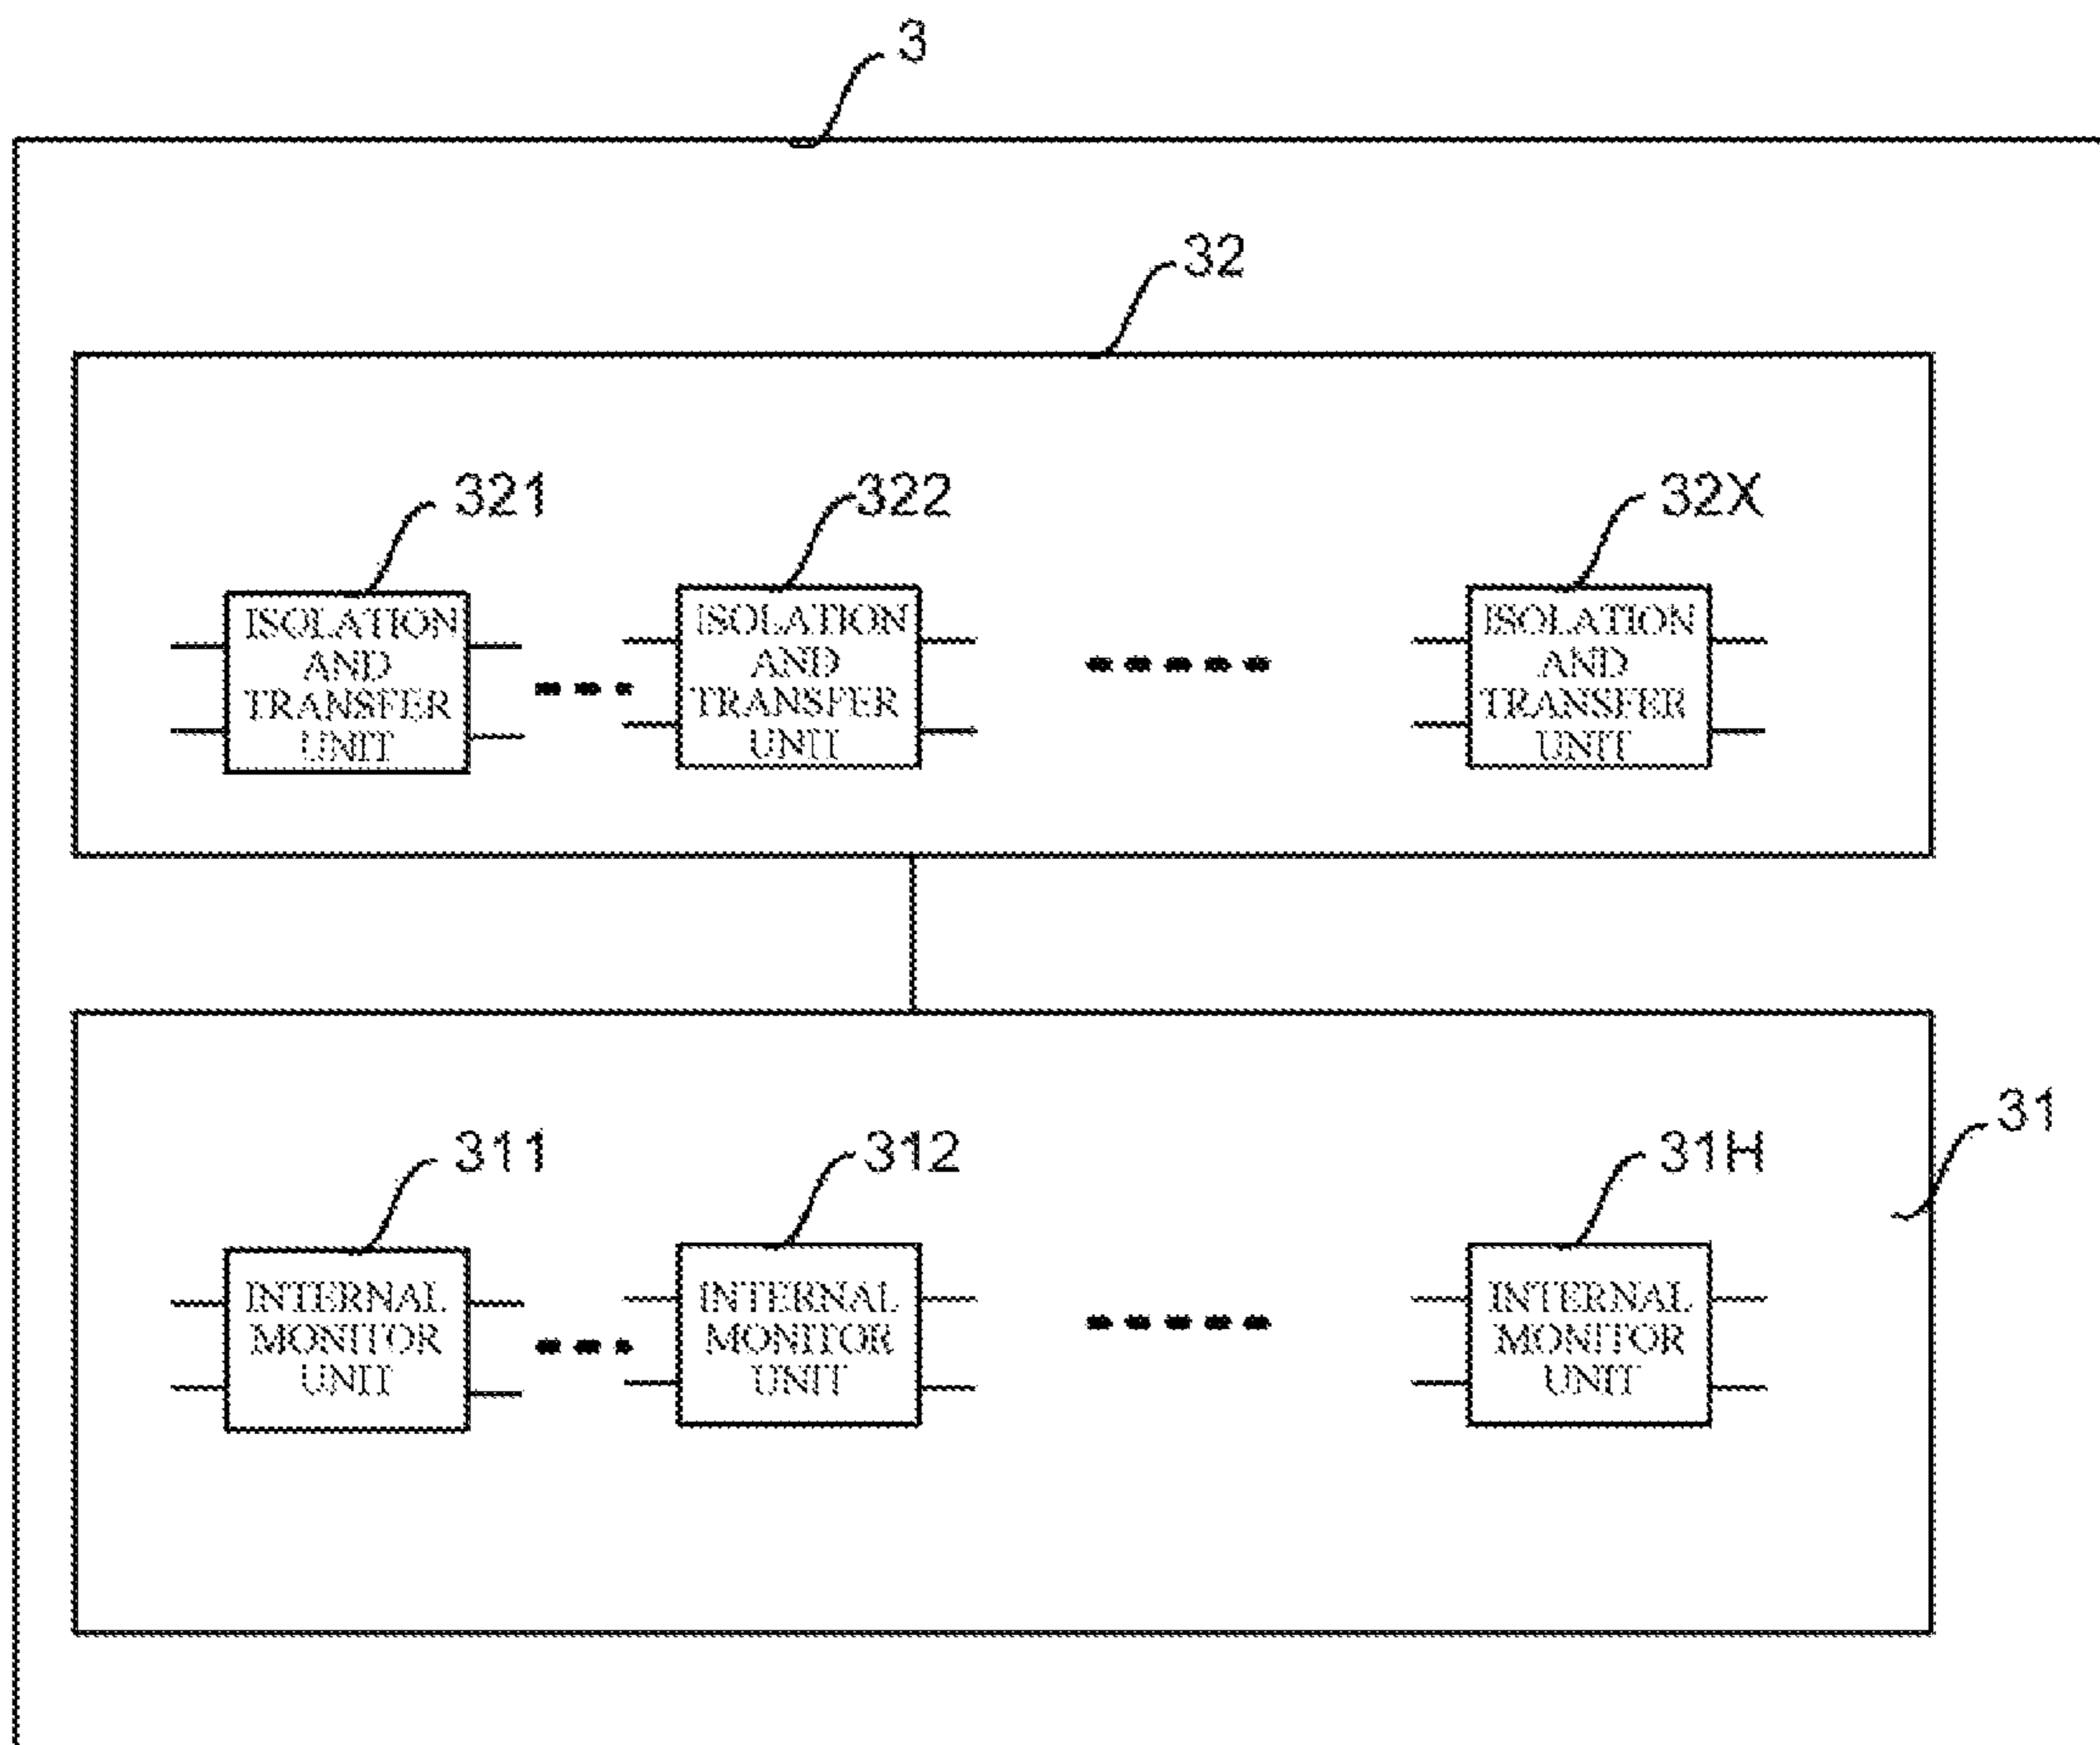 3
32
321
322
32X
ISOLATION
AND
TRANSFER
UNIT
ISOLATION
AND
TRANSFER
UNIT
ISOLATION
AND
TRANSFER
UNIT
31
311
312
31H
INTERNAL
MONITOR
UNIT
INTERNAL
MONITOR
UNIT
INTERNAL
MONITOR
UNIT